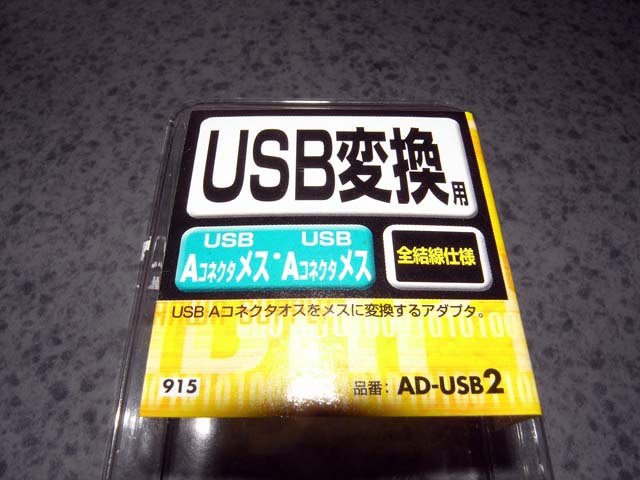 USB変換用
USB USB
Aコネクタメス・Aコネクタメス
全結線仕様
USB Aコネクタオスをメスに変換するアダプタ。
915
品番: AD-USB2